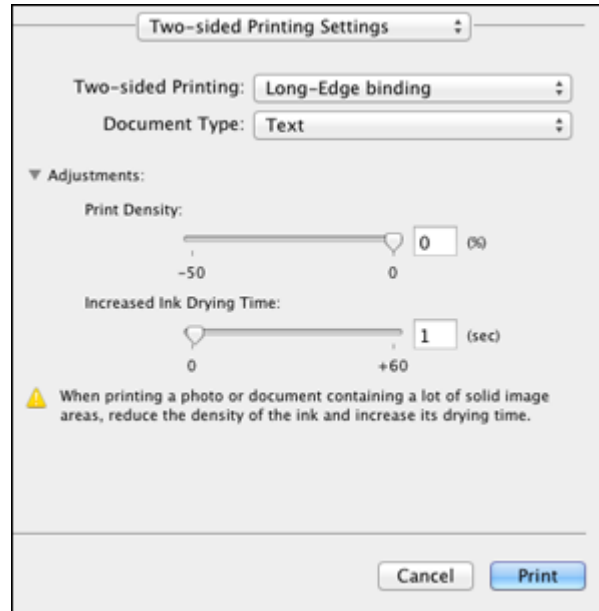 Two-sided Printing Settings
Two-sided Printing: Long-Edge binding
Document Type: Text
Adjustments:
Print Density:
0 (%)
-50 0
Increased Ink Drying Time:
1 (sec)
0 +60
When printing a photo or document containing a lot of solid image
areas, reduce the density of the ink and increase its drying time.
Cancel Print